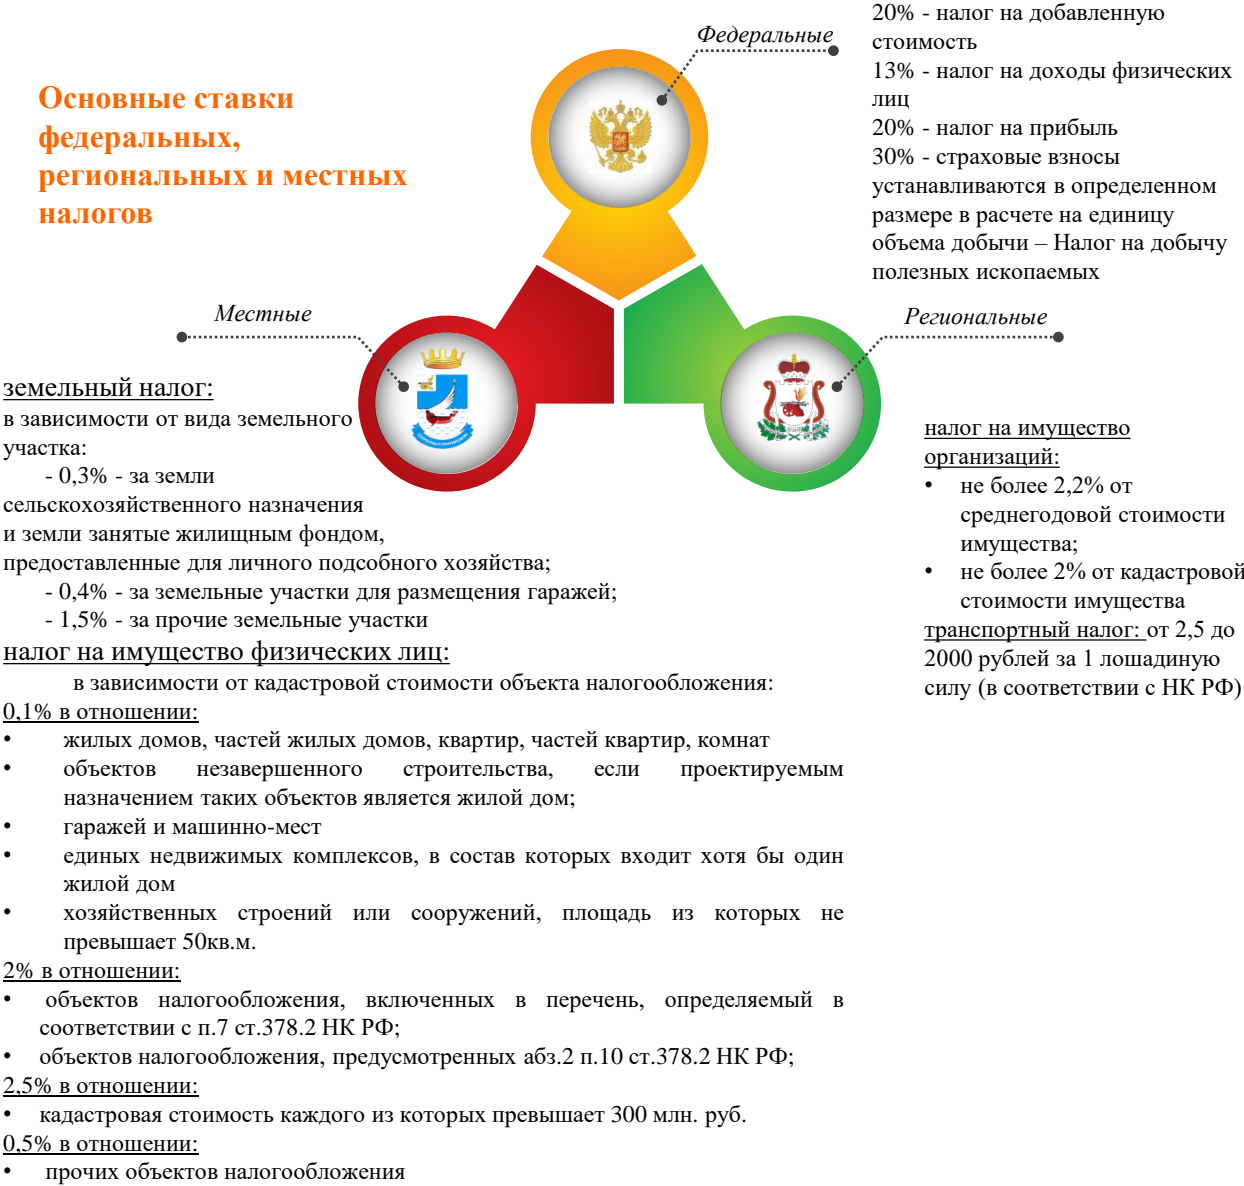 Основные ставки
федеральных,
региональных и местных
налогов
Федеральные
20% - налог на добавленную
стоимость
13% - налог на доходы физических
лиц
20% - налог на прибыль
30% - страховые взносы
устанавливаются в определенном
размере в расчете на единицу
объема добычи – Налог на добычу
полезных ископаемых
Местные
земельный налог:
в зависимости от вида земельного
участка:
- 0,3% - за земли
сельскохозяйственного назначения
и земли занятые жилищным фондом,
предоставленные для личного подсобного хозяйства;
- 0,4% - за земельные участки для размещения гаражей;
- 1,5% - за прочие земельные участки
налог на имущество физических лиц:
в зависимости от кадастровой стоимости объекта налогообложения:
0,1% в отношении:
• жилых домов, частей жилых домов, квартир, частей квартир, комнат
• объектов незавершенного строительства, если проектируемым
назначением таких объектов является жилой дом;
• гаражей и машинно-мест
• единых недвижимых комплексов, в состав которых входит хотя бы один
жилой дом
• хозяйственных строений или сооружений, площадь из которых не
превышает 50кв.м.
2% в отношении:
• объектов налогообложения, включенных в перечень, определяемый в
соответствии с п.7 ст.378.2 НК РФ;
• объектов налогообложения, предусмотренных абз.2 п.10 ст.378.2 НК РФ;
2,5% в отношении:
• кадастровая стоимость каждого из которых превышает 300 млн. руб.
0,5% в отношении:
• прочих объектов налогообложения
Региональные
налог на имущество
организаций:
• не более 2,2% от
среднегодовой стоимости
имущества;
• не более 2% от кадастровой
стоимости имущества
транспортный налог: от 2,5 до
2000 рублей за 1 лошадиную
силу (в соответствии с НК РФ)